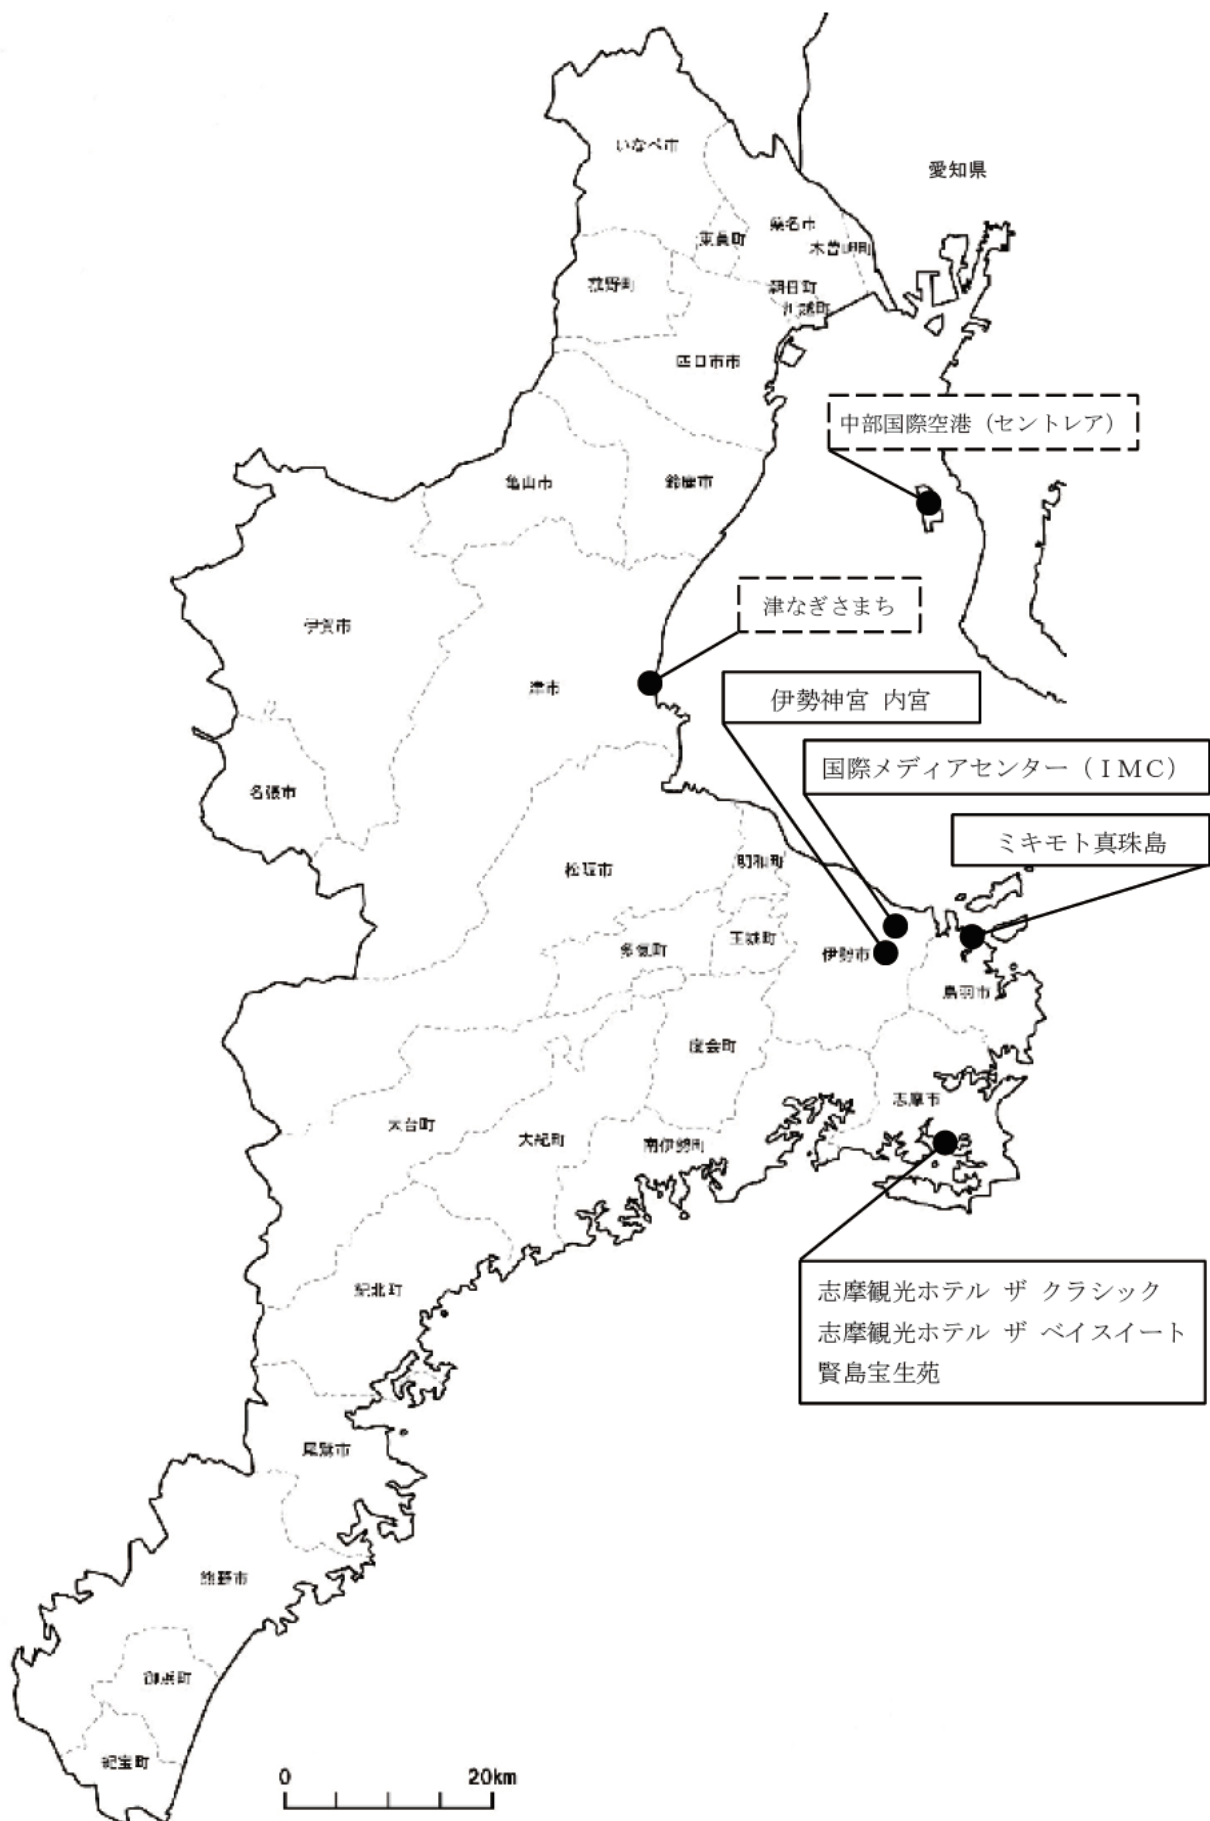 いなべ市
愛知県
桑名市
東員町
木曽岬町
菰野町
朝日町
川越町
四日市市
中部国際空港（セントレア）
亀山市
鈴鹿市
津なぎさまち
伊賀市
津市
伊勢神宮 内宮
国際メディアセンター（ＩＭＣ）
名張市
ミキモト真珠島
松阪市
明和町
多気町
玉城町
伊勢市
鳥羽市
度会町
志摩市
大台町
大紀町
南伊勢町
志摩観光ホテル ザ クラシック
志摩観光ホテル ザ ベイスイート
賢島宝生苑
紀北町
尾鷲市
熊野市
御浜町
紀宝町
0 20km